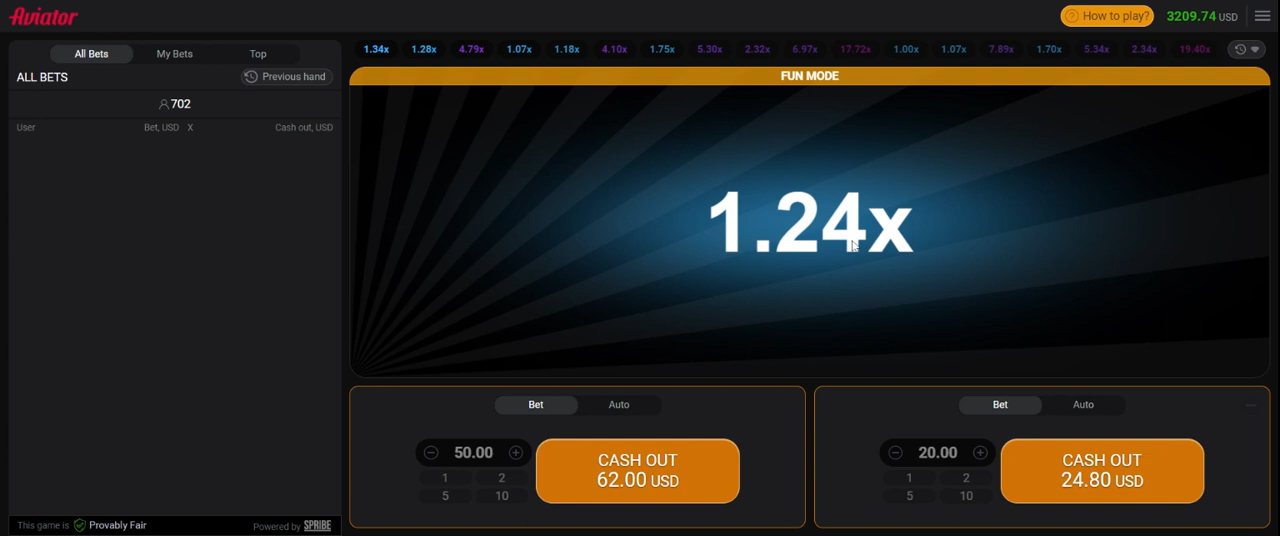 Aviator
How to play?
3209.74 USD
All Bets
My Bets
Top
ALL BETS
Previous hand
702
User
Bet, USD X
Cash out, USD
This game is Provably Fair
Powered by SPRIBE
1.34x 1.28x 4.79x 1.07x 1.18x 4.10x 1.75x 5.30x 2.32x 6.97x 17.72x 1.00x 1.07x 7.89x 1.70x 5.34x 2.34x 19.40x
FUN MODE
1.24x
Bet
Auto
50.00
1 2
5 10
CASH OUT
62.00 USD
Bet
Auto
20.00
1 2
5 10
CASH OUT
24.80 USD